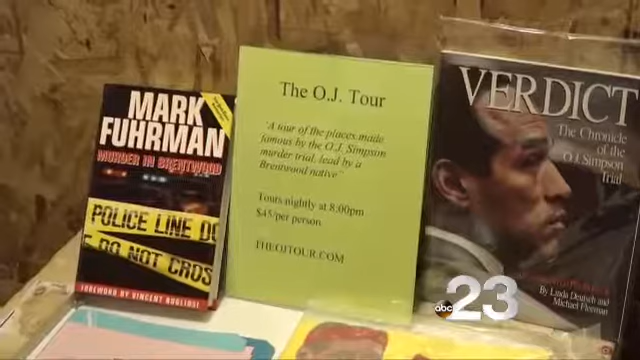 MARK
FUHRMAN
MURDER IN BRENTWOOD
POLICE LINE DO
E DO NOT CROSS
FOREWORD BY VINCENT BUGLIOSI
The O.J. Tour
"A tour of the places made
famous by the O.J. Simpson
murder trial, lead by a
Brentwood native"
Tours nightly at 8:00pm
$45/per person
THEOJTOUR.COM
VERDICT
The Chronicle
of the
O.J. Simpson
Trial
By Linda Deutsch and
Michael Fleeman
abc 23